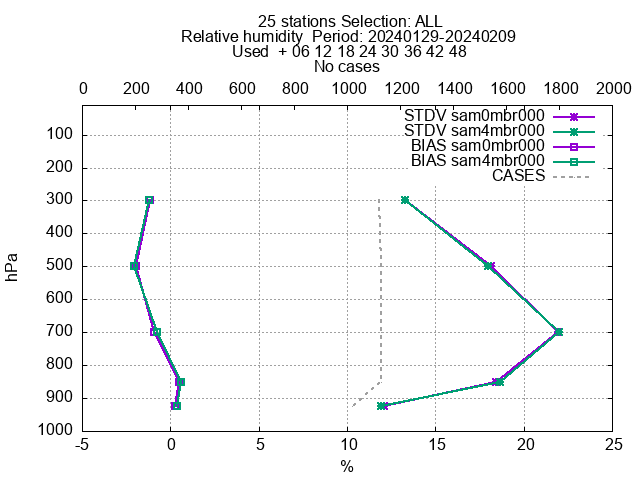 25 stations Selection: ALL
Relative humidity  Period: 20240129-20240209
Used  + 06 12 18 24 30 36 42 48
No cases
0 200 400 600 800 1000 1200 1400 1600 1800 2000
STDV sam0mbr000
STDV sam4mbr000
BIAS sam0mbr000
BIAS sam4mbr000
CASES
100
200
300
400
500
600
700
800
900
1000
hPa
-5 0 5 10 15 20 25
%